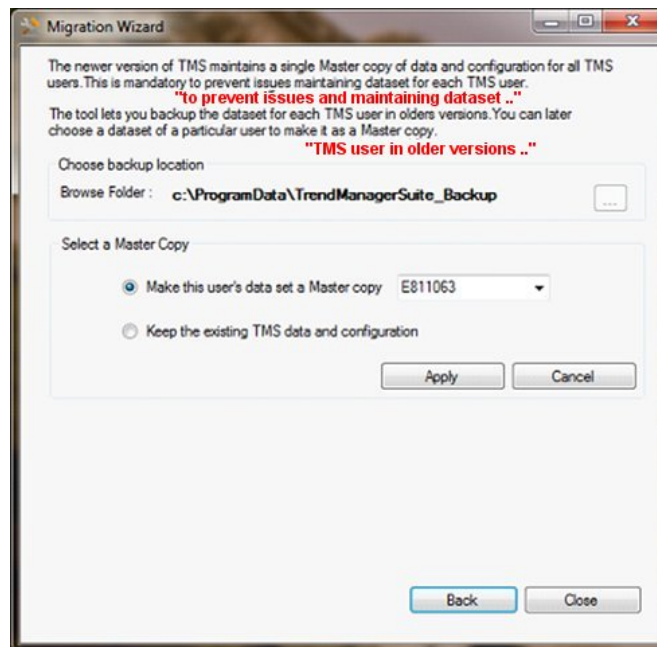 Migration Wizard
The newer version of TMS maintains a single Master copy of data and configuration for all TMS
users.This is mandatory to prevent issues maintaining dataset for each TMS user.
"to prevent issues and maintaining dataset .."
The tool lets you backup the dataset for each TMS user in olders versions.You can later
choose a dataset of a particular user to make it as a Master copy.
"TMS user in older versions .."
Choose backup location
Browse Folder : c:\ProgramData\TrendManagerSuite_Backup ...
Select a Master Copy
Make this user's data set a Master copy E811063
Keep the existing TMS data and configuration
Apply Cancel
Back Close